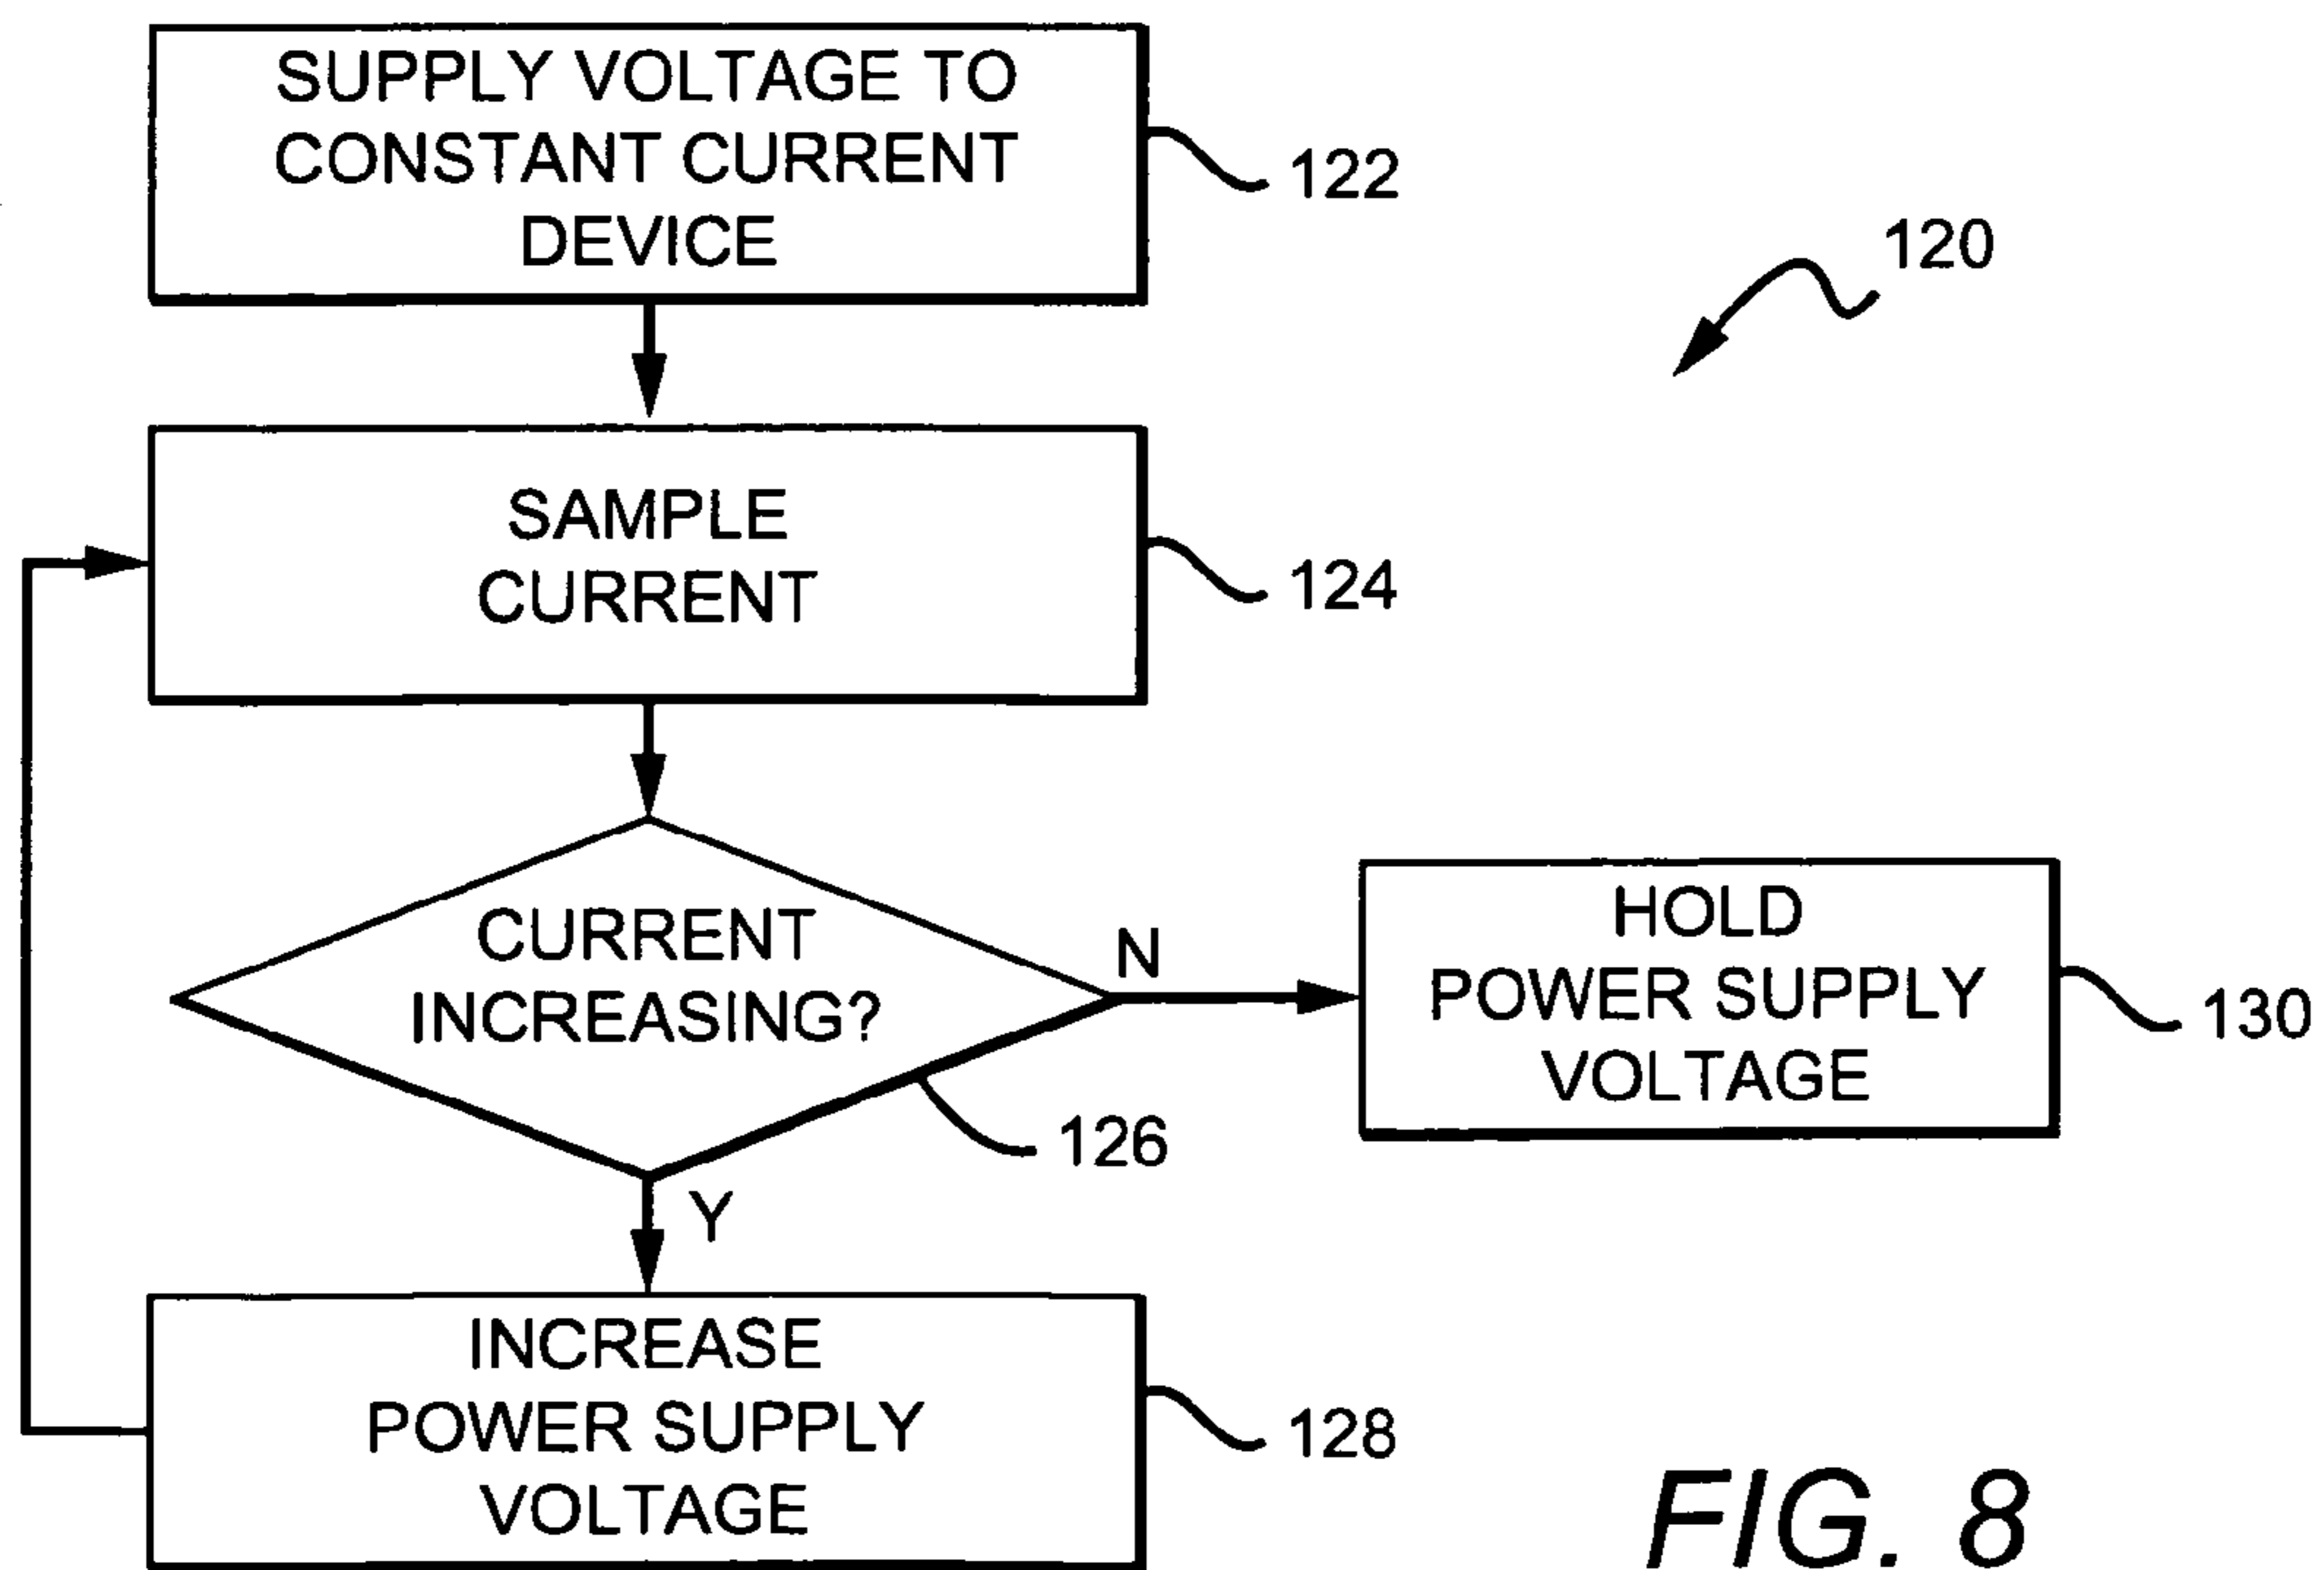 SUPPLY VOLTAGE TO
CONSTANT CURRENT
DEVICE
122
120
SAMPLE
CURRENT
124
CURRENT
INCREASING?
N
126
Y
HOLD
POWER SUPPLY
VOLTAGE
130
INCREASE
POWER SUPPLY
VOLTAGE
128
FIG. 8